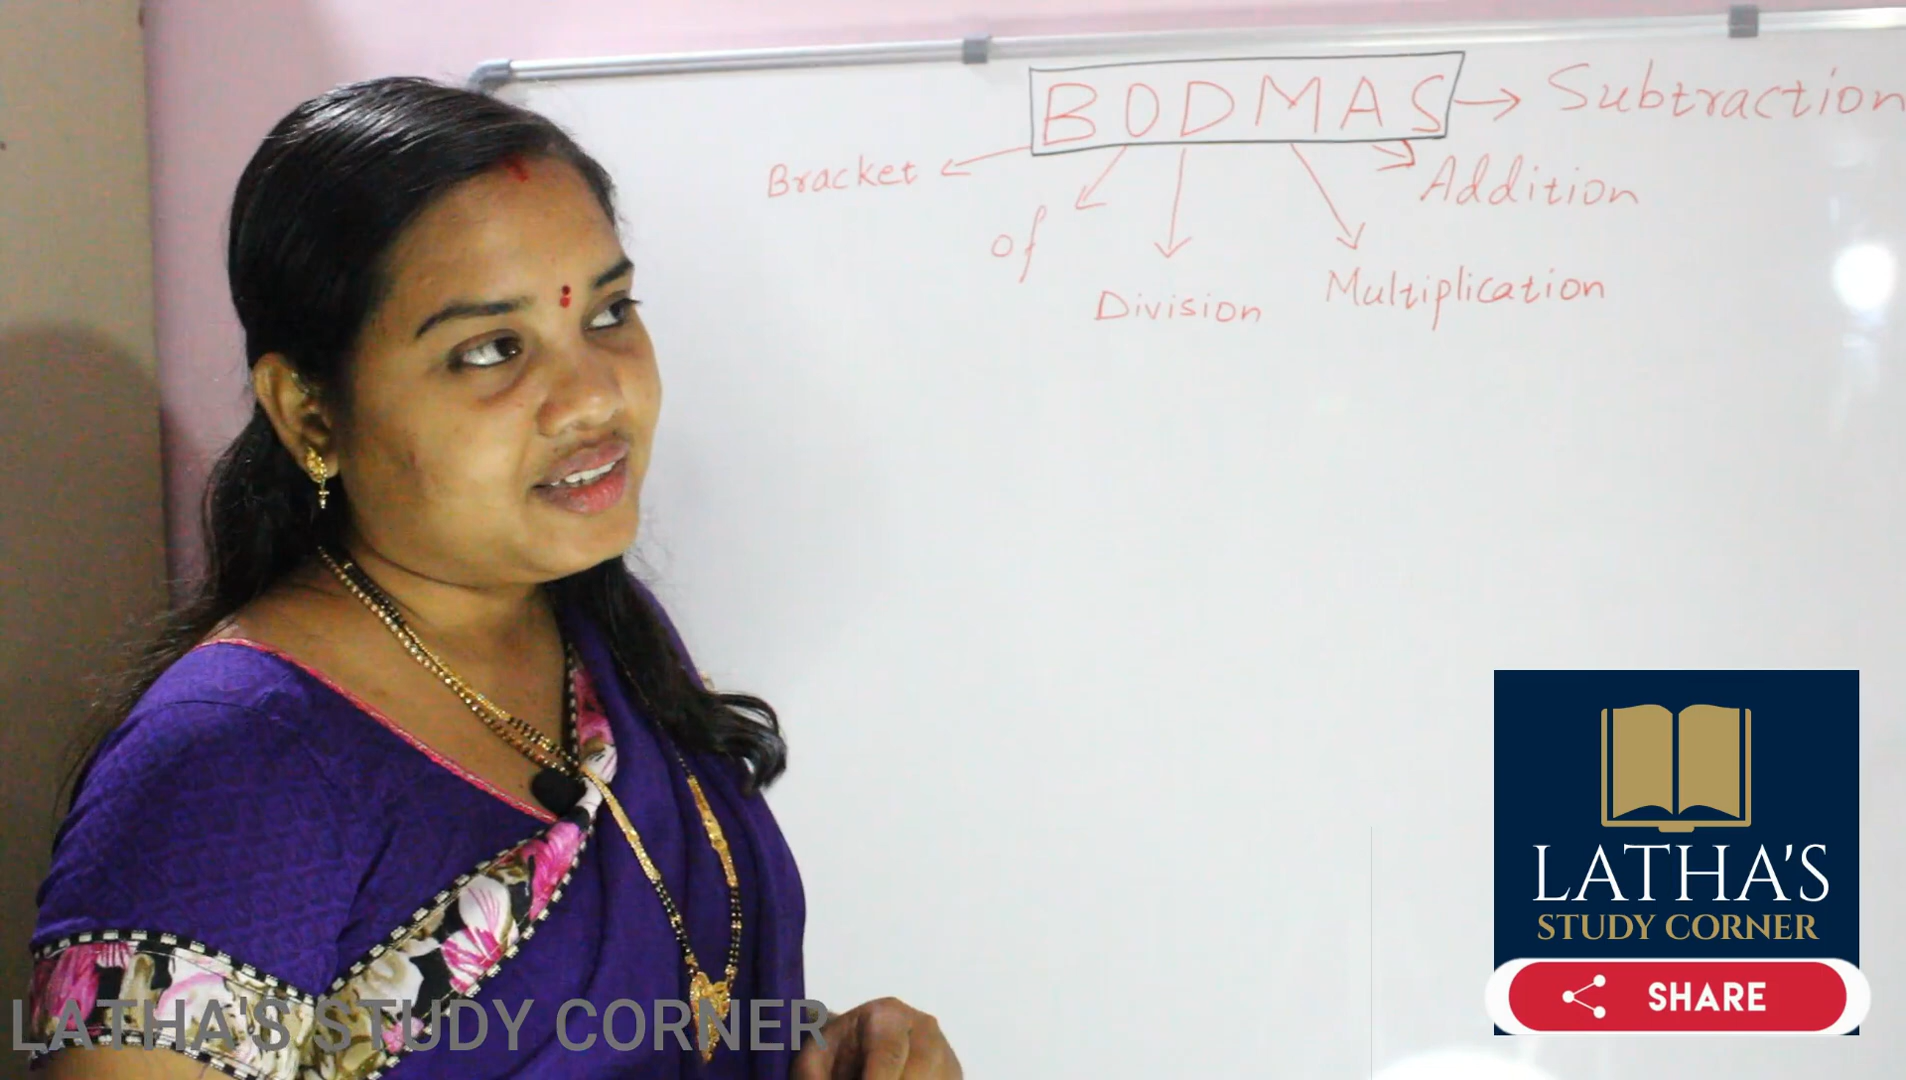 BODMAS → Subtraction
Bracket
Addition
of
Division
Multiplication
LATHA'S
STUDY CORNER
SHARE
LATHA'S STUDY CORNER